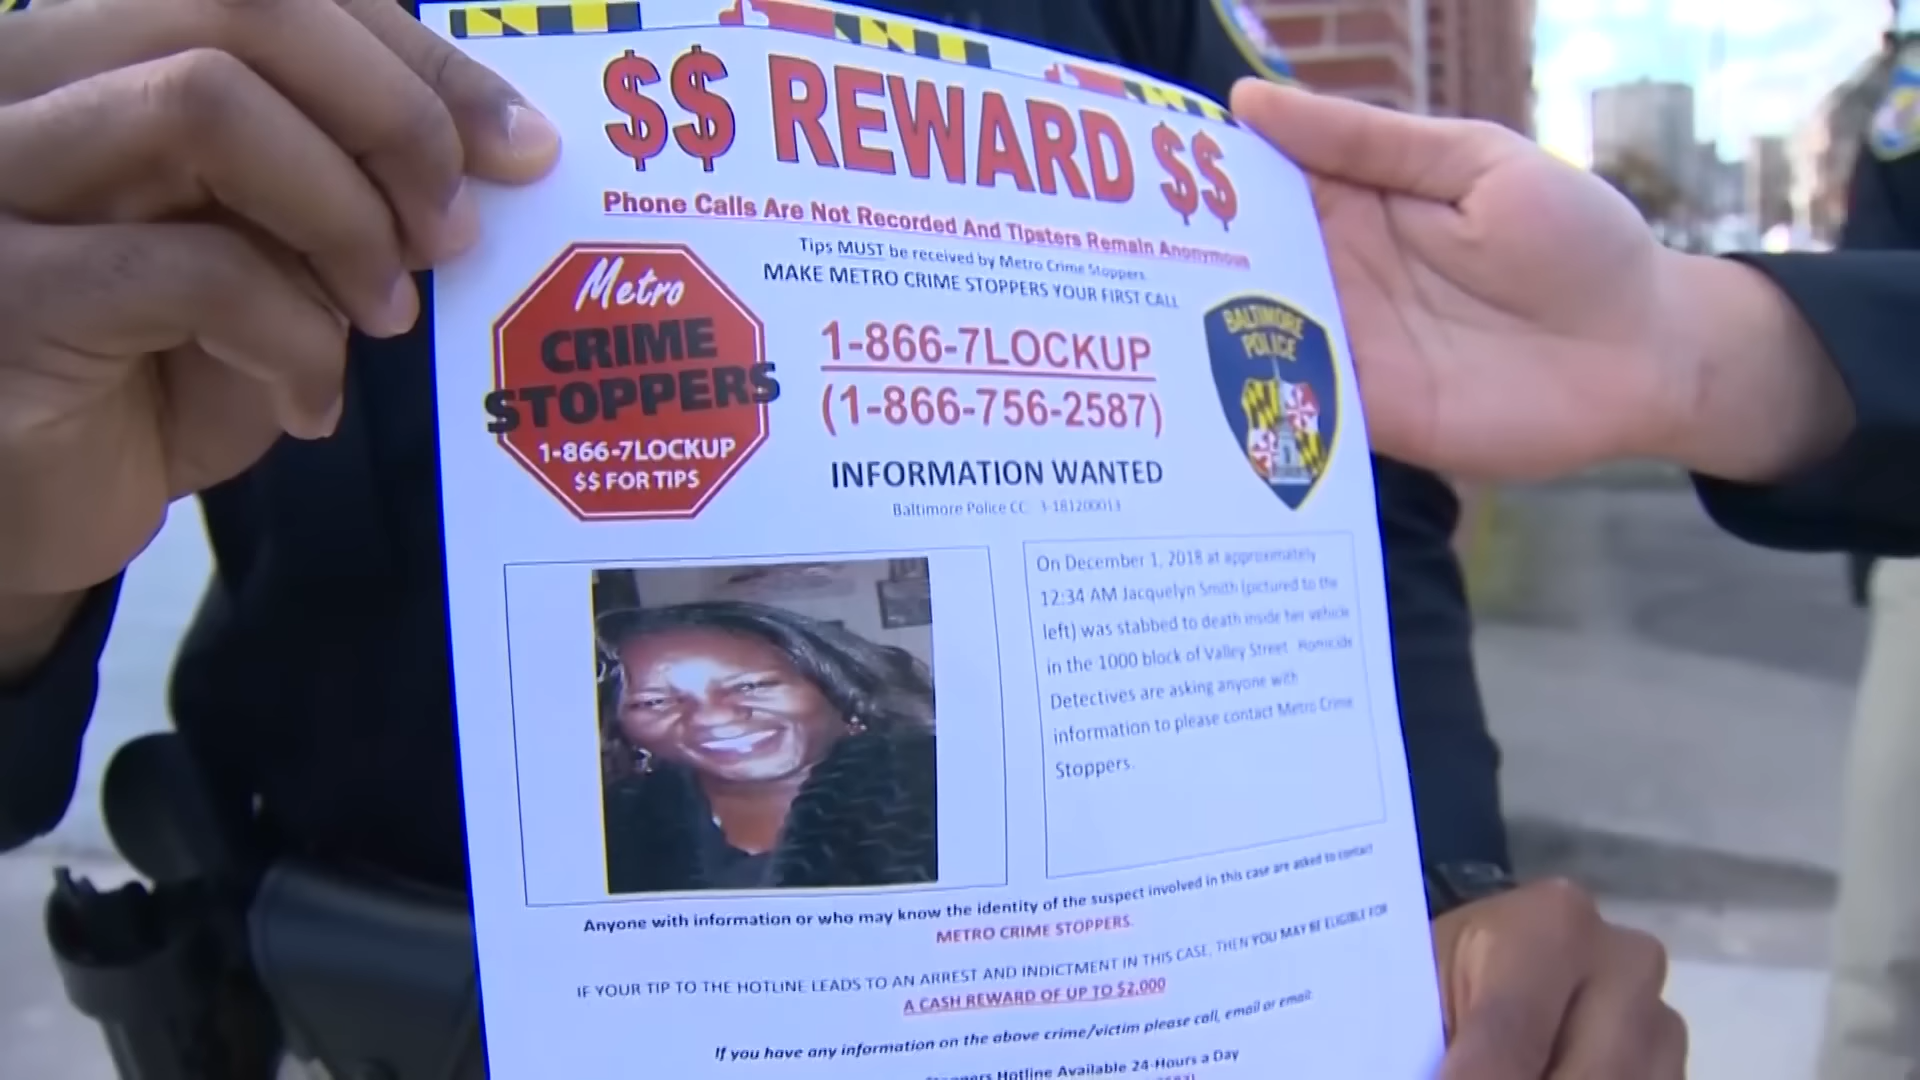 $$ REWARD $$
Phone Calls Are Not Recorded And Tipsters Remain Anonymous
Tips MUST be received by Metro Crime Stoppers
MAKE METRO CRIME STOPPERS YOUR FIRST CALL
Metro
CRIME
STOPPERS
1-866-7LOCKUP
$$ FOR TIPS
1-866-7LOCKUP
(1-866-756-2587)
BALTIMORE
POLICE
INFORMATION WANTED
Baltimore Police CC 3-181200013
On December 1, 2018 at approximately
12:34 AM Jacquelyn Smith (pictured to the
left) was stabbed to death inside her vehicle
in the 1000 block of Valley Street Homicide
Detectives are asking anyone with
information to please contact Metro Crime
Stoppers.
Anyone with information or who may know the identity of the suspect involved in this case are asked to contact
METRO CRIME STOPPERS.
IF YOUR TIP TO THE HOTLINE LEADS TO AN ARREST AND INDICTMENT IN THIS CASE, THEN YOU MAY BE ELIGIBLE FOR
A CASH REWARD OF UP TO $2,000
If you have any information on the above crime/victim please call, email or email:
Hotline Available 24-Hours a Day